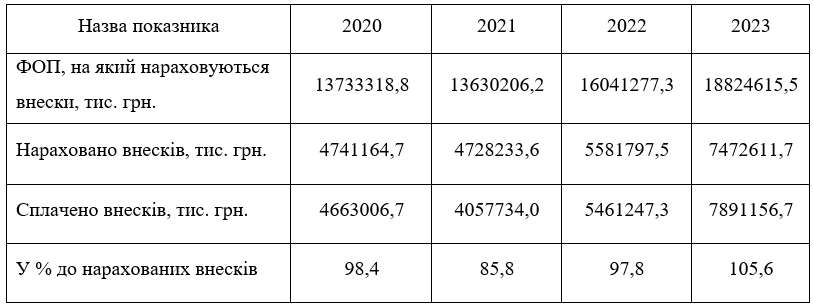 Назва показника 2020 2021 2022 2023
ФОП, на який нараховуються
внески, тис. грн. 13733318,8 13630206,2 16041277,3 18824615,5
Нараховано внесків, тис. грн. 4741164,7 4728233,6 5581797,5 7472611,7
Сплачено внесків, тис. грн. 4663006,7 4057734,0 5461247,3 7891156,7
У % до нарахованих внесків 98,4 85,8 97,8 105,6